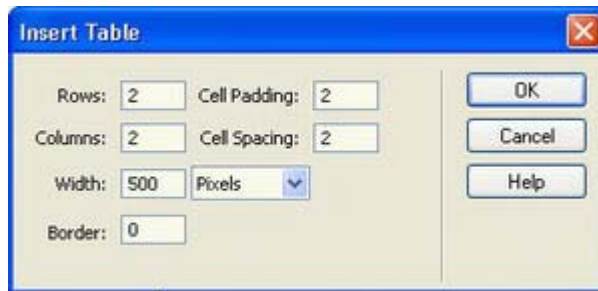 Insert Table
Rows: 2 Cell Padding: 2 OK
Columns: 2 Cell Spacing: 2 Cancel
Width: 500 Pixels Help
Border: 0